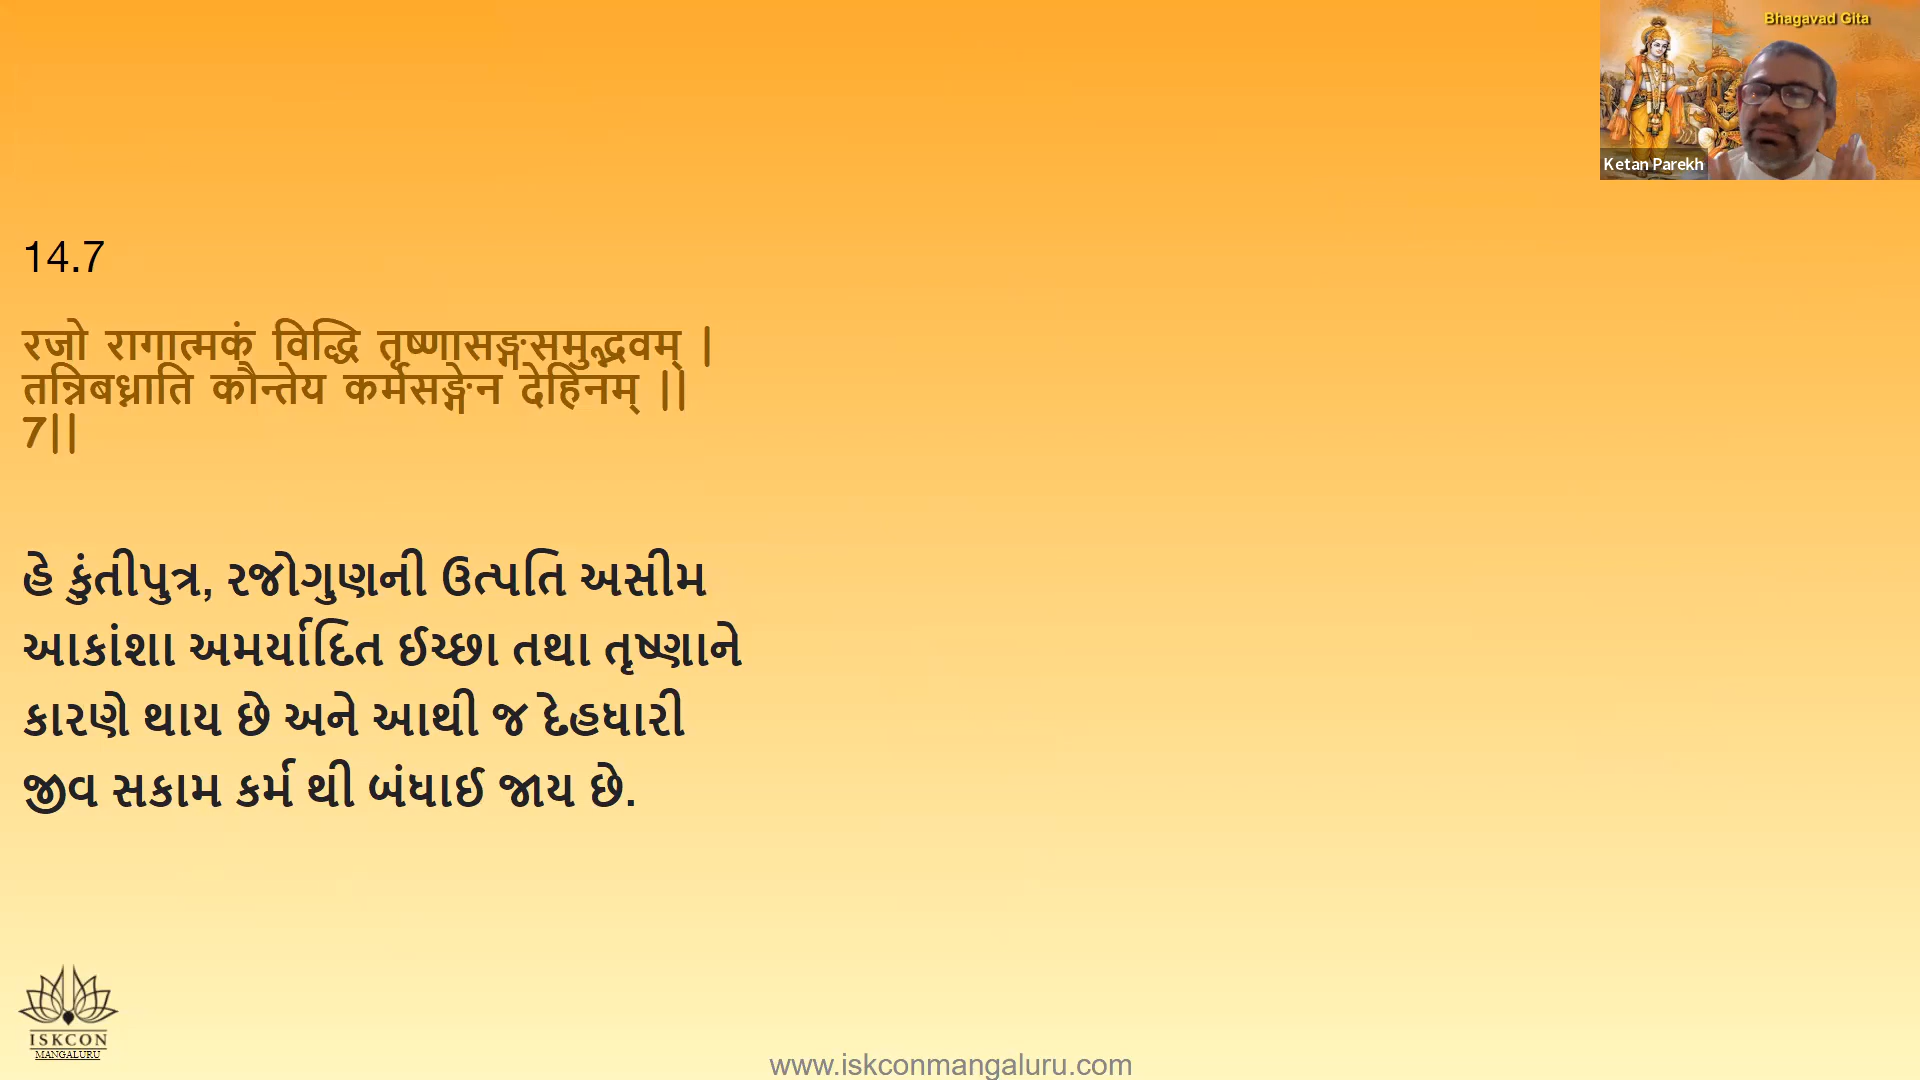 Bhagavad Gita
Ketan Parekh
14.7
रजो रागात्मकं विद्धि तृष्णासङ्गसमुद्भवम् |
तन्निबध्नाति कौन्तेय कर्मसङ्गेन देहिनम् ||
7||
હે કુંતીપુત્ર, રજોગુણની ઉત્પતિ અસીમ
આકાંશા અમર્યાદિત ઈચ્છા તથા તૃષ્ણાને
કારણે થાય છે અને આથી જ દેહધારી
જીવ સકામ કર્મ થી બંધાઈ જાય છે.
ISKCON
MANGALURU
www.iskconmangaluru.com